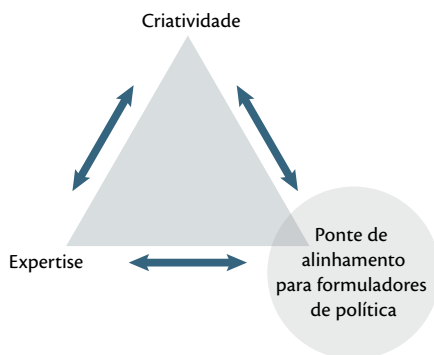 Criatividade
Expertise
Ponte de
alinhamento
para formuladores
de política